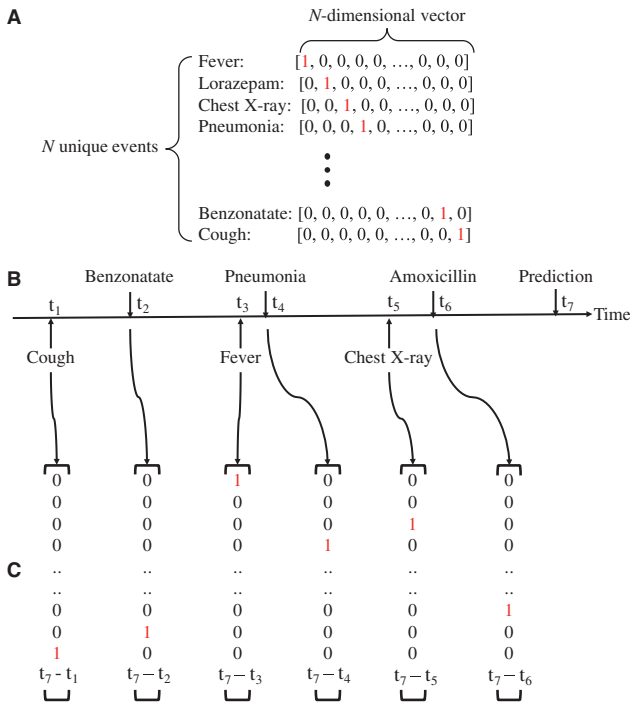 A
N-dimensional vector
N unique events
Fever: [1, 0, 0, 0, 0, …, 0, 0, 0]
Lorazepam: [0, 1, 0, 0, 0, …, 0, 0, 0]
Chest X-ray: [0, 0, 1, 0, 0, …, 0, 0, 0]
Pneumonia: [0, 0, 0, 1, 0, …, 0, 0, 0]
Benzonatate: [0, 0, 0, 0, 0, …, 0, 1, 0]
Cough: [0, 0, 0, 0, 0, …, 0, 0, 1]
B
Benzonatate Pneumonia Amoxicillin Prediction
t₁ t₂ t₃ t₄ t₅ t₆ t₇
Time
Cough Fever Chest X-ray
0 0 1 0 0 0
0 0 0 0 0 0
0 0 0 0 1 0
0 0 0 1 0 0
C
.. .. .. .. .. ..
.. .. .. .. .. ..
0 0 0 0 0 1
0 1 0 0 0 0
1 0 0 0 0 0
t₇ - t₁ t₇ – t₂ t₇ – t₃ t₇ – t₄ t₇ – t₅ t₇ – t₆